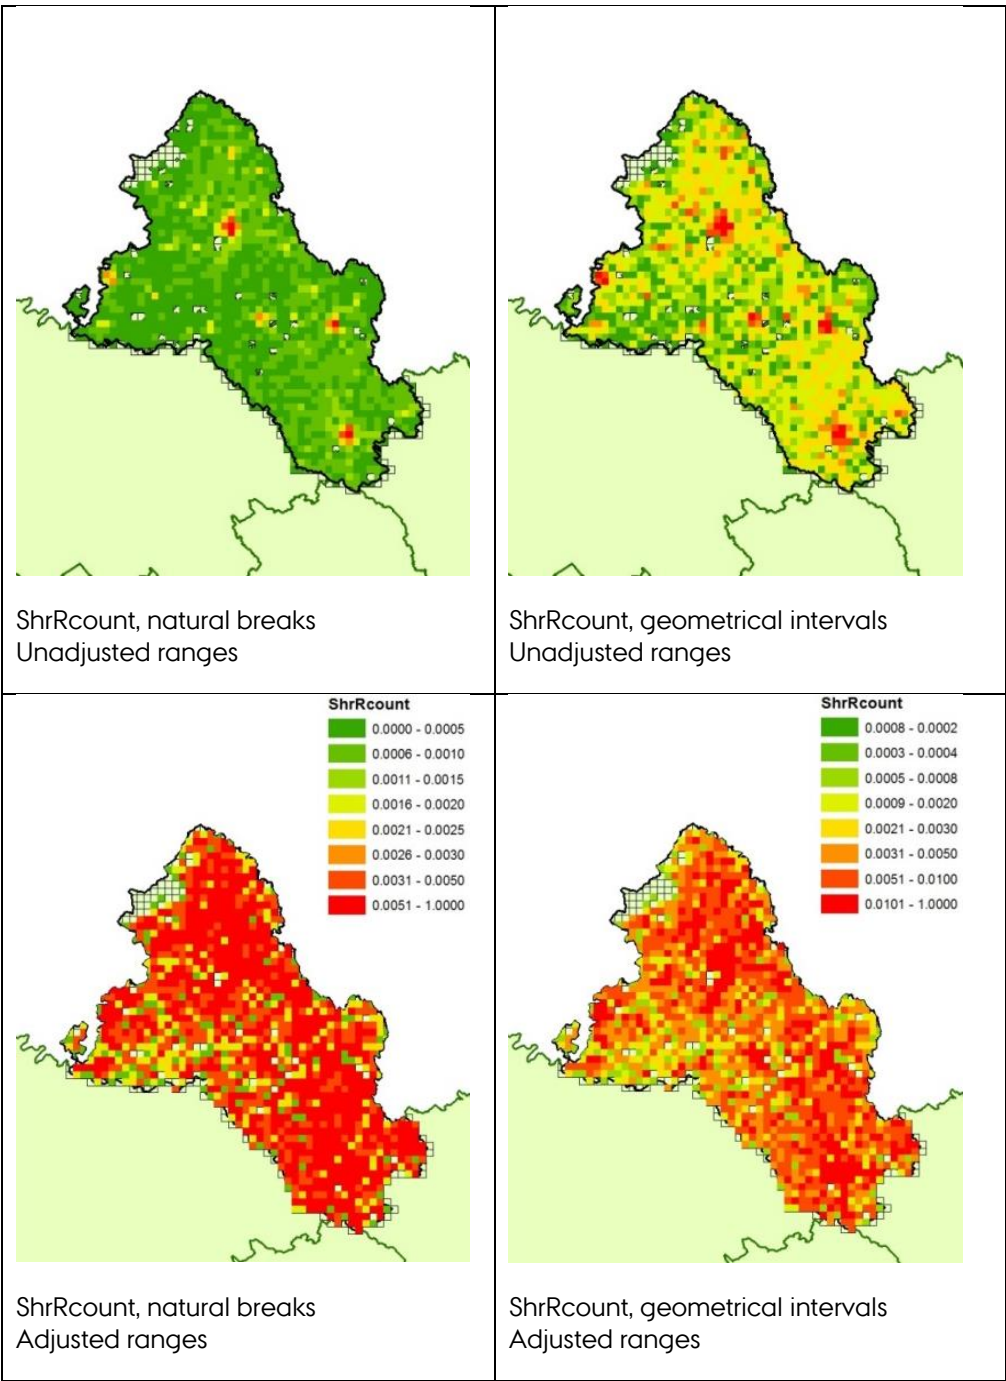 ShrRcount, natural breaks
Unadjusted ranges
ShrRcount, geometrical intervals
Unadjusted ranges
ShrRcount
0.0000 - 0.0005
0.0006 - 0.0010
0.0011 - 0.0015
0.0016 - 0.0020
0.0021 - 0.0025
0.0026 - 0.0030
0.0031 - 0.0050
0.0051 - 1.0000
ShrRcount, natural breaks
Adjusted ranges
ShrRcount
0.0008 - 0.0002
0.0003 - 0.0004
0.0005 - 0.0008
0.0009 - 0.0020
0.0021 - 0.0030
0.0031 - 0.0050
0.0051 - 0.0100
0.0101 - 1.0000
ShrRcount, geometrical intervals
Adjusted ranges